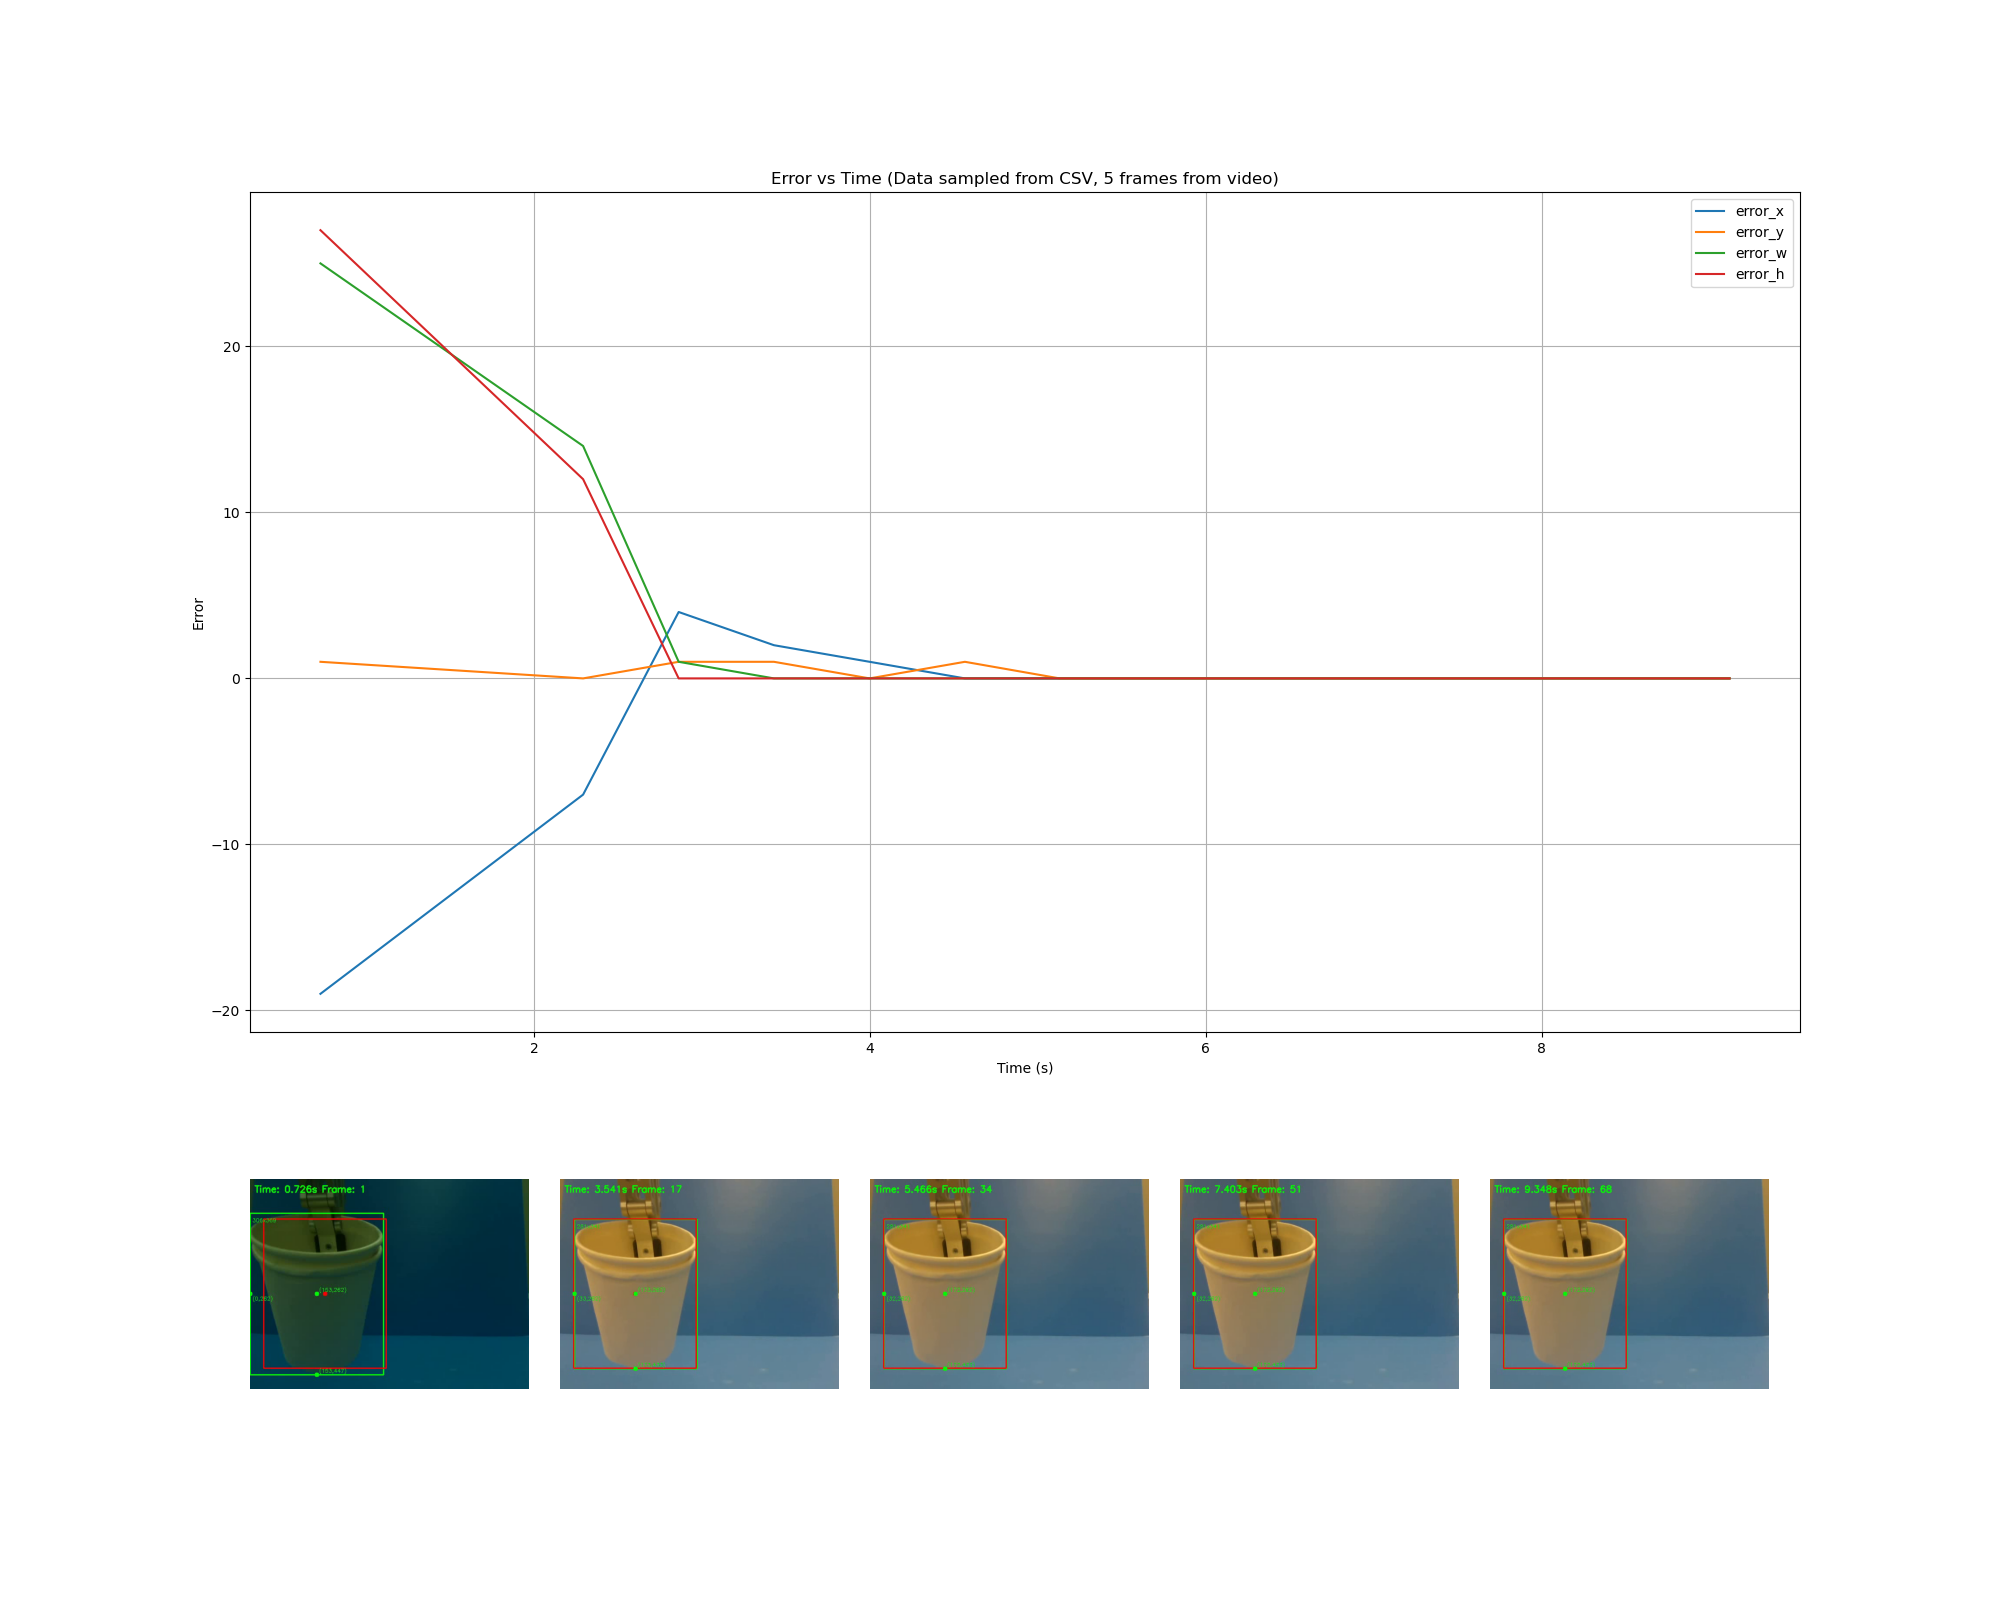 Error vs Time (Data sampled from CSV, 5 frames from video)
error_x
error_y
error_w
error_h
20
10
0
−10
−20
Error
2
4
6
8
Time (s)
Time: 0.726s Frame: 1
(153,262)
(0,262)
(153,447)
Time: 3.541s Frame: 17
Time: 5.466s Frame: 34
Time: 7.403s Frame: 51
Time: 9.348s Frame: 68